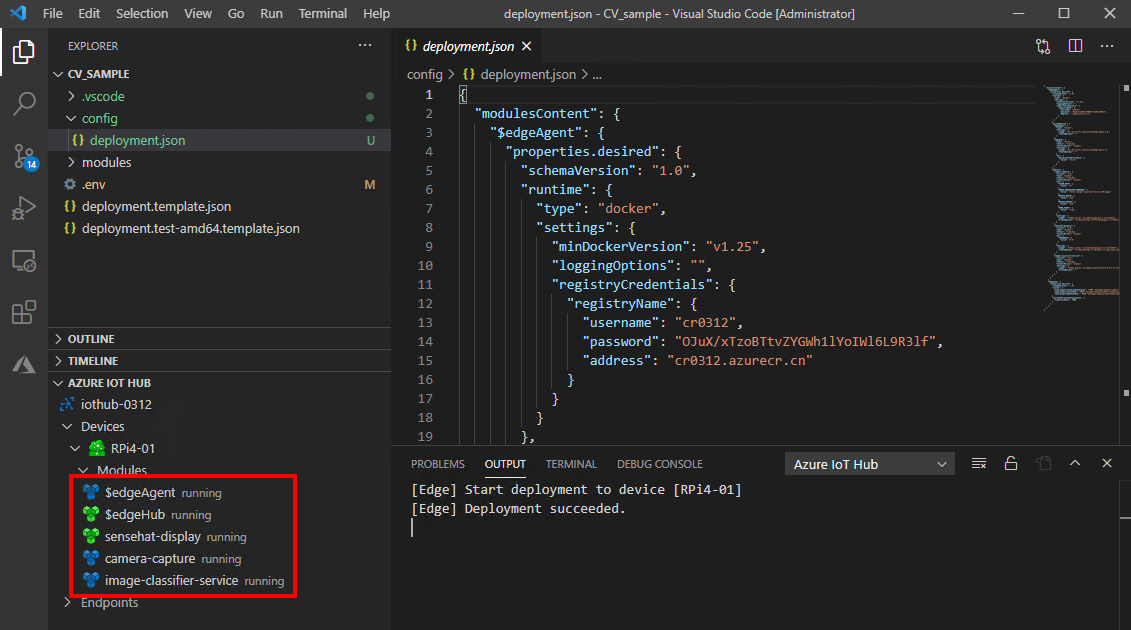 File Edit Selection View Go Run Terminal Help deployment.json - CV_sample - Visual Studio Code [Administrator]
EXPLORER
CV_SAMPLE
.vscode
config
deployment.json U
modules
.env M
deployment.template.json
deployment.test-amd64.template.json
OUTLINE
TIMELINE
AZURE IOT HUB
iothub-0312
Devices
RPi4-01
Modules
$edgeAgent running
$edgeHub running
sensehat-display running
camera-capture running
image-classifier-service running
Endpoints
14
deployment.json
config > deployment.json > ...
1 {
2 "modulesContent": {
3 "$edgeAgent": {
4 "properties.desired": {
5 "schemaVersion": "1.0",
6 "runtime": {
7 "type": "docker",
8 "settings": {
9 "minDockerVersion": "v1.25",
10 "loggingOptions": "",
11 "registryCredentials": {
12 "registryName": {
13 "username": "cr0312",
14 "password": "OJuX/xTzoBTtvZYGWh1lYoIWl6L9R3lf",
15 "address": "cr0312.azurecr.cn"
16 }
17 }
18 }
19 },
PROBLEMS OUTPUT TERMINAL DEBUG CONSOLE Azure IoT Hub
[Edge] Start deployment to device [RPi4-01]
[Edge] Deployment succeeded.